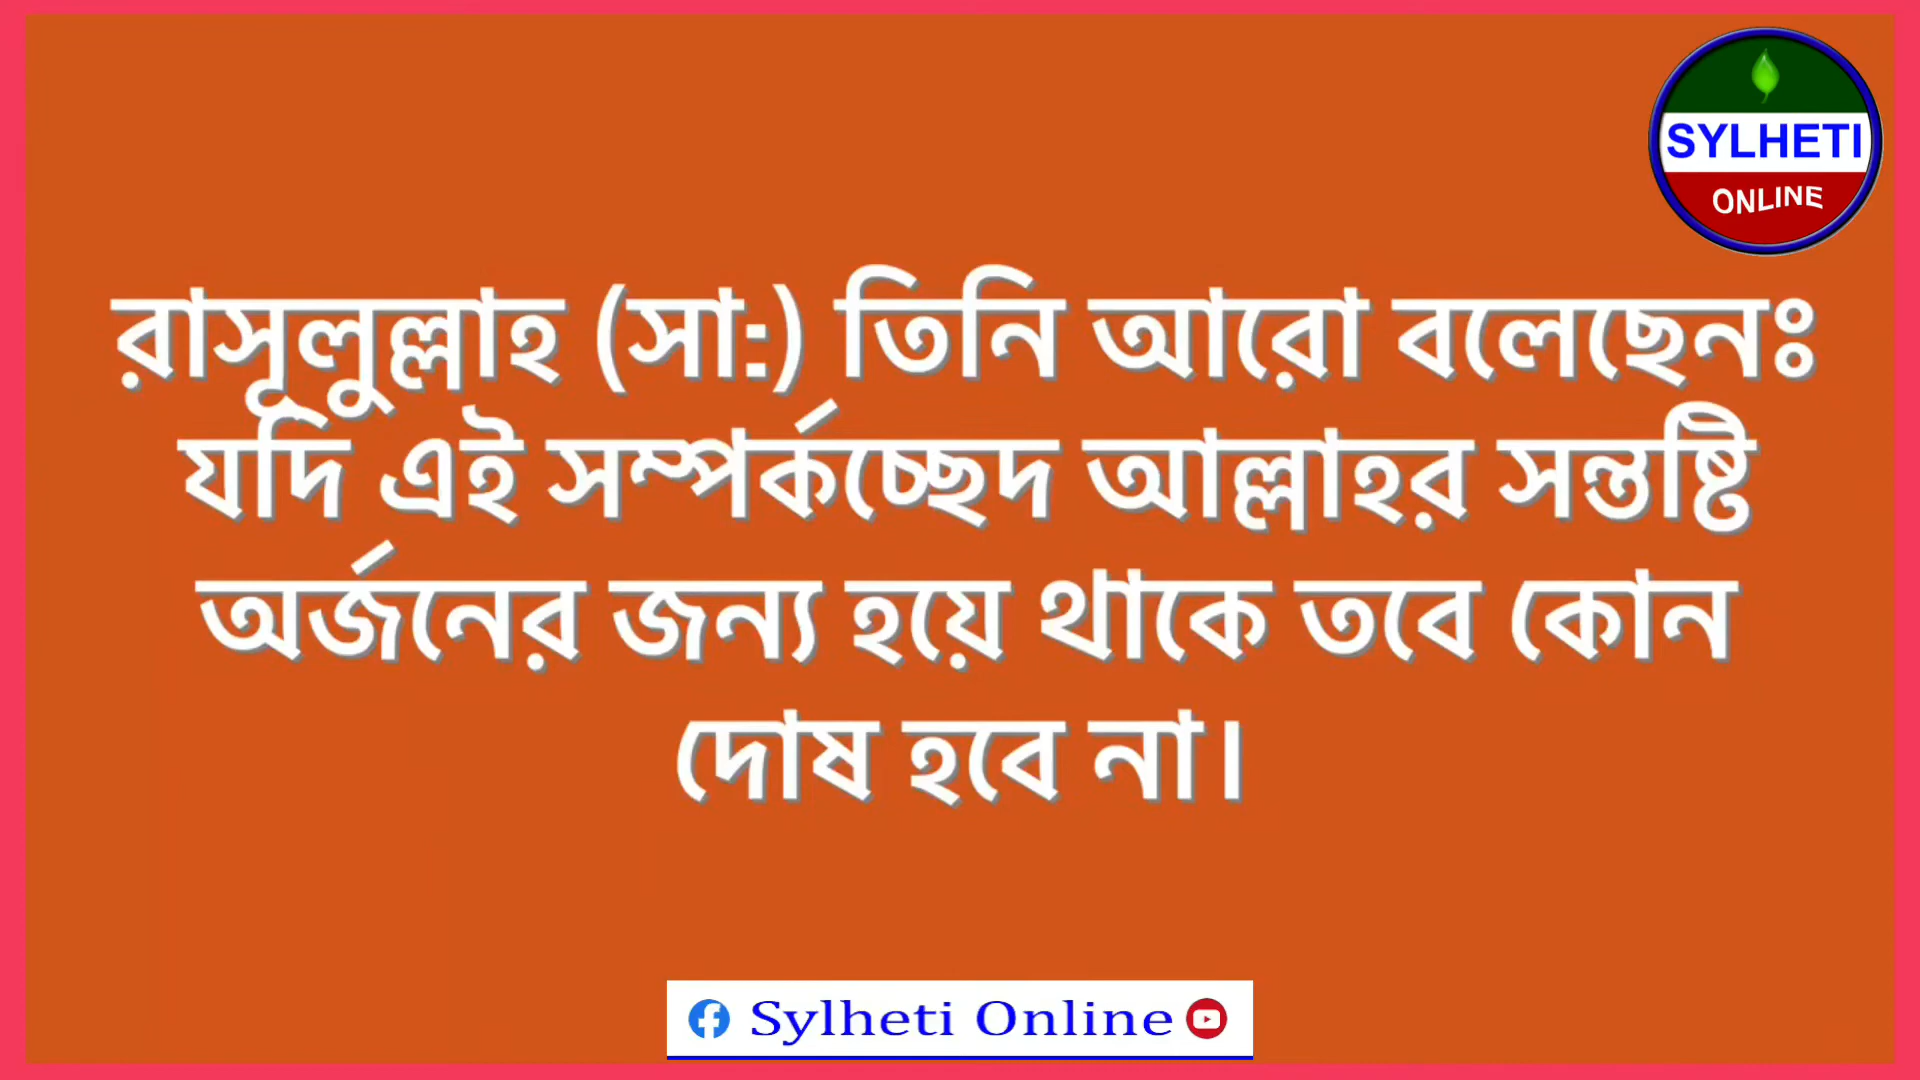 SYLHETI
ONLINE
রাসূলুল্লাহ (সা:) তিনি আরো বলেছেনঃ
যদি এই সম্পর্কচ্ছেদ আল্লাহর সন্তষ্টি
অর্জনের জন্য হয়ে থাকে তবে কোন
দোষ হবে না।
Sylheti Online